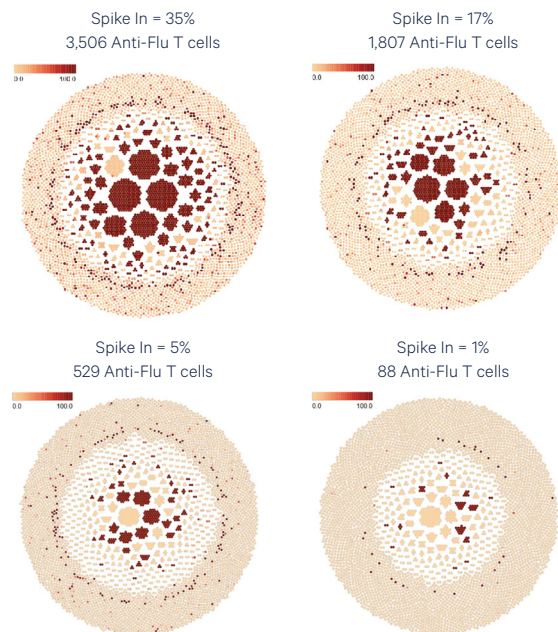 Spike In = 35%
3,506 Anti-Flu T cells
0.0 100.0
Spike In = 17%
1,807 Anti-Flu T cells
0.0 100.0
Spike In = 5%
529 Anti-Flu T cells
0.0 100.0
Spike In = 1%
88 Anti-Flu T cells
0.0 100.0